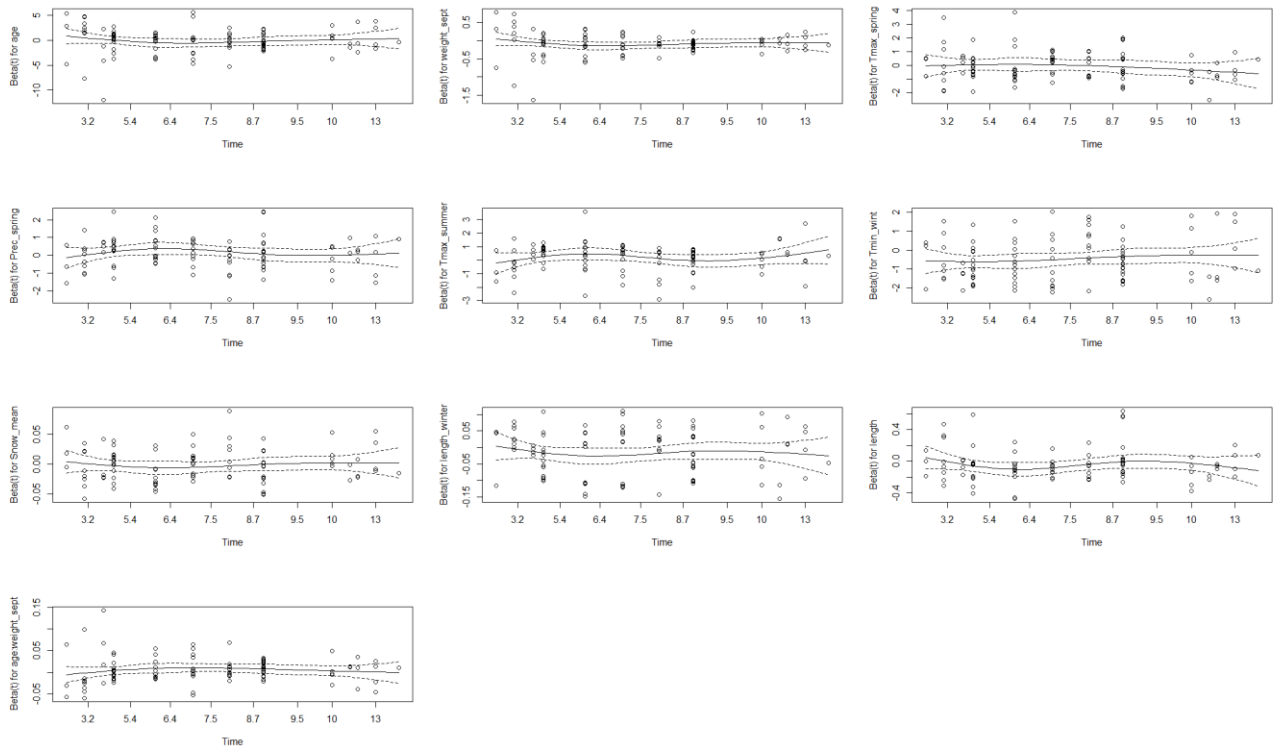 Beta(t) for age
5
0
-5
-10
3.2 5.4 6.4 7.5 8.7 9.5 10 13
Time
Beta(t) for weight_sept
0.5
-0.5
-1.5
3.2 5.4 6.4 7.5 8.7 9.5 10 13
Time
Beta(t) for Tmax_spring
4
2
0
-2
3.2 5.4 6.4 7.5 8.7 9.5 10 13
Time
Beta(t) for Prec_spring
2
1
0
-2
3.2 5.4 6.4 7.5 8.7 9.5 10 13
Time
Beta(t) for Tmax_summer
3
1
-1
-3
3.2 5.4 6.4 7.5 8.7 9.5 10 13
Time
Beta(t) for Tmin_wint
2
1
0
-2
3.2 5.4 6.4 7.5 8.7 9.5 10 13
Time
Beta(t) for Snow_mean
0.05
0.00
-0.05
3.2 5.4 6.4 7.5 8.7 9.5 10 13
Time
Beta(t) for length_winter
0.05
-0.05
-0.15
3.2 5.4 6.4 7.5 8.7 9.5 10 13
Time
Beta(t) for length
0.4
0.0
-0.4
3.2 5.4 6.4 7.5 8.7 9.5 10 13
Time
Beta(t) for age:weight_sept
0.15
0.05
-0.05
3.2 5.4 6.4 7.5 8.7 9.5 10 13
Time